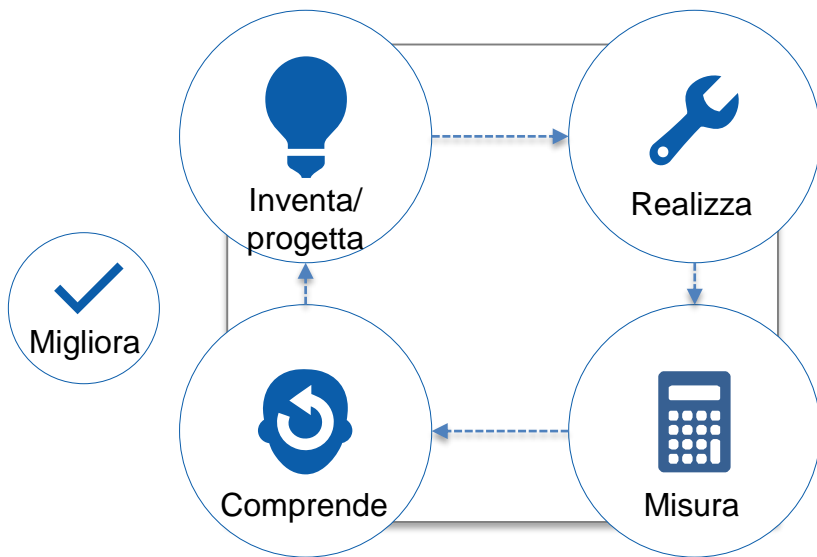 Inventa/
progetta
Realizza
Migliora
Comprende
Misura